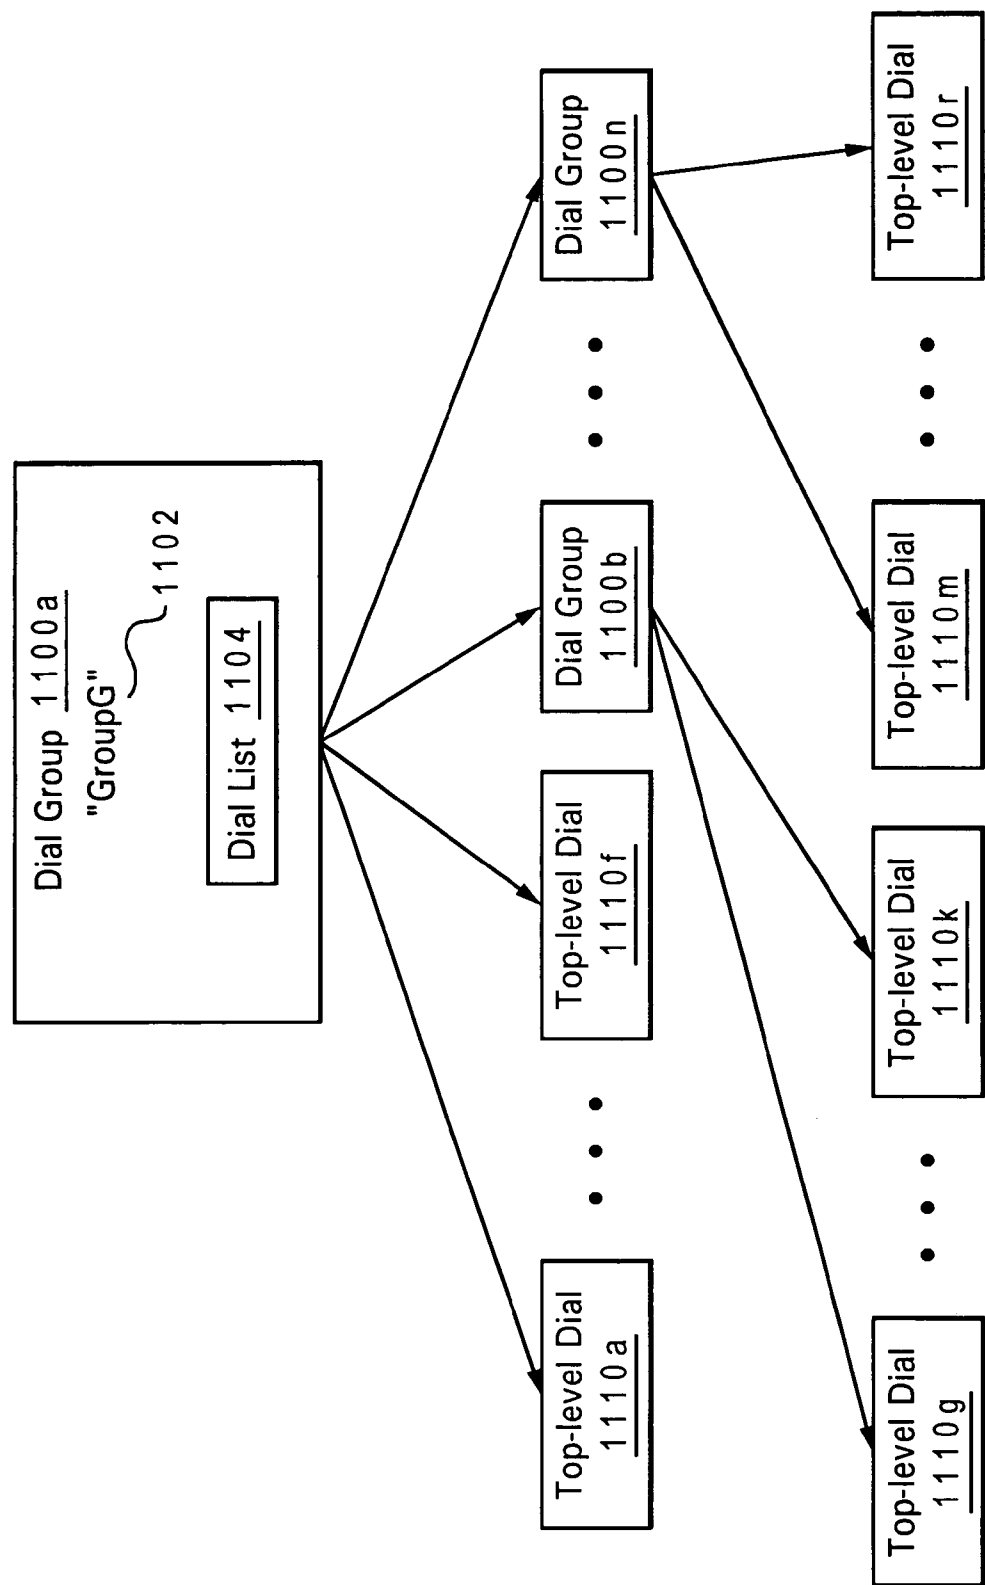 Dial Group 1100a
"GroupG"
1102
Dial List 1104
Top-level Dial
1110a
Top-level Dial
1110f
Dial Group
1100b
Dial Group
1100n
Top-level Dial
1110g
Top-level Dial
1110k
Top-level Dial
1110m
Top-level Dial
1110r